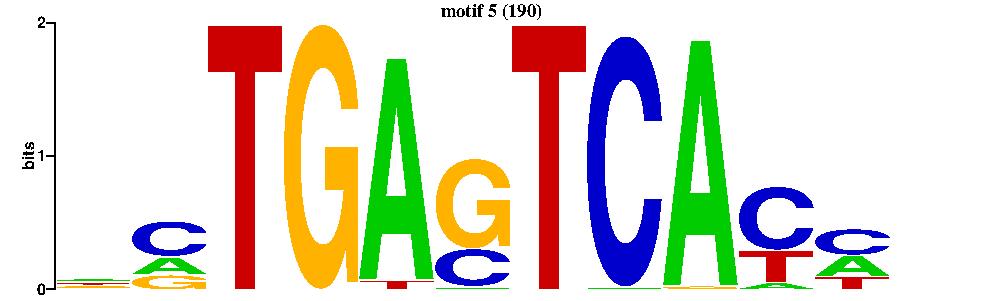 motif 5 (190)
bits
2
1
0
C A G T G A G C T C A C T A C A T